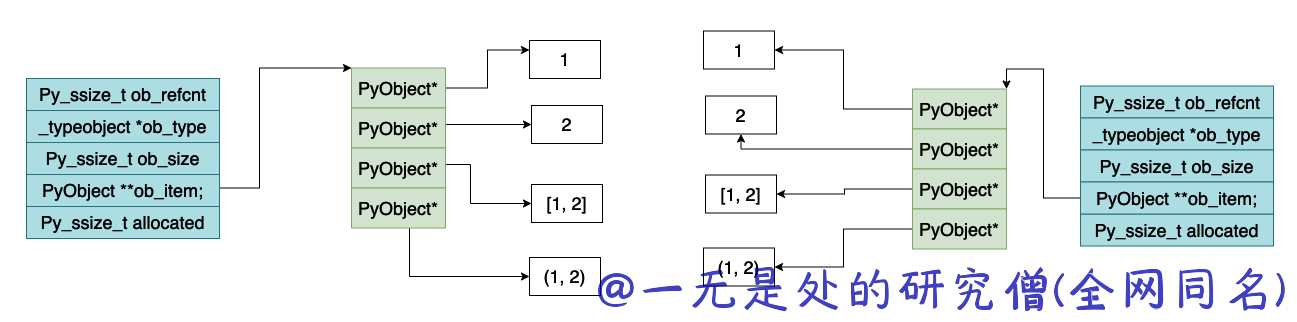 Py_ssize_t ob_refcnt
_typeobject *ob_type
Py_ssize_t ob_size
PyObject **ob_item;
Py_ssize_t allocated
PyObject*
PyObject*
PyObject*
PyObject*
1
2
[1, 2]
(1, 2)
1
2
[1, 2]
(1, 2)
PyObject*
PyObject*
PyObject*
PyObject*
Py_ssize_t ob_refcnt
_typeobject *ob_type
Py_ssize_t ob_size
PyObject **ob_item;
Py_ssize_t allocated
@一无是处的研究僧(全网同名)